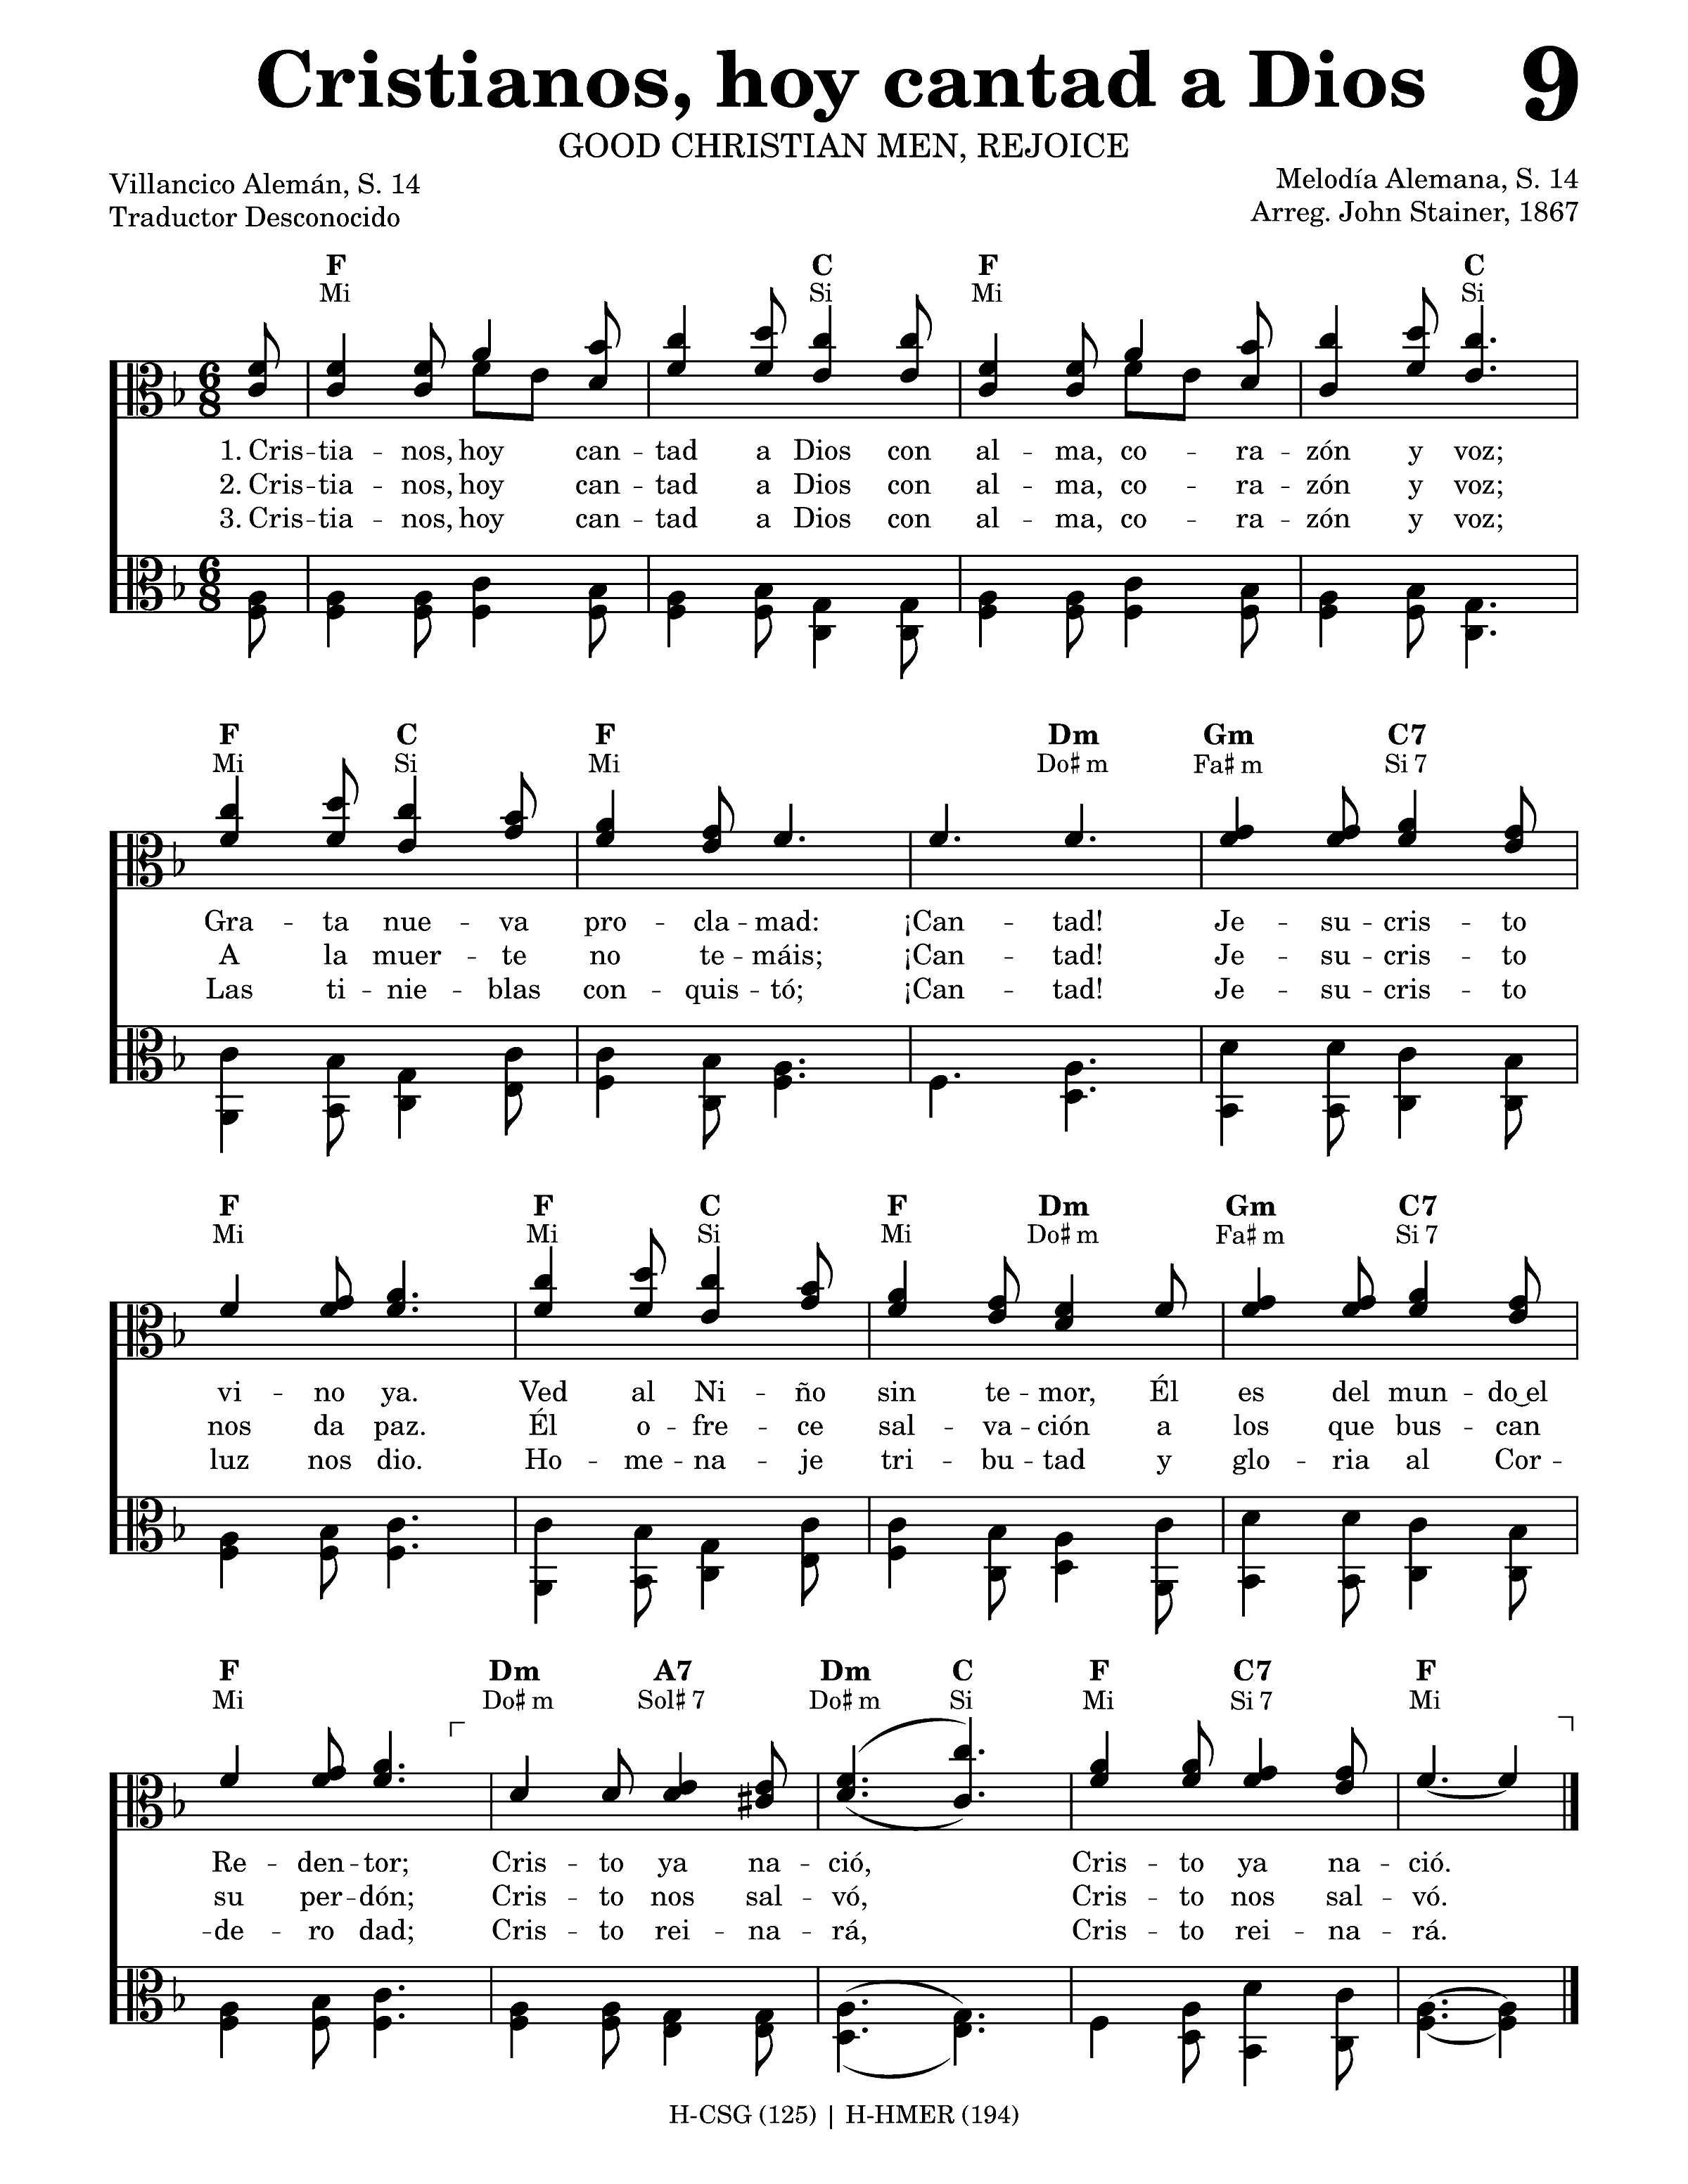 Cristianos, hoy cantad a Dios 9
GOOD CHRISTIAN MEN, REJOICE
Villancico Alemán, S. 14
Traductor Desconocido
Melodía Alemana, S. 14
Arreg. John Stainer, 1867
F C F C
Mi Si Mi Si
6 8
1. Cris -- tia -- nos, hoy can -- tad a Dios con al -- ma, co -- ra -- zón y voz;
2. Cris -- tia -- nos, hoy can -- tad a Dios con al -- ma, co -- ra -- zón y voz;
3. Cris -- tia -- nos, hoy can -- tad a Dios con al -- ma, co -- ra -- zón y voz;
6 8
F C F Dm Gm C7
Mi Si Mi Do♯ m Fa♯ m Si 7
Gra -- ta nue -- va pro -- cla -- mad: ¡Can -- tad! Je -- su -- cris -- to
A la muer -- te no te -- máis; ¡Can -- tad! Je -- su -- cris -- to
Las ti -- nie -- blas con -- quis -- tó; ¡Can -- tad! Je -- su -- cris -- to
F F C F Dm Gm C7
Mi Mi Si Mi Do♯ m Fa♯ m Si 7
vi -- no ya. Ved al Ni -- ño sin te -- mor, Él es del mun -- do‿el
nos da paz. Él o -- fre -- ce sal -- va -- ción a los que bus -- can
luz nos dio. Ho -- me -- na -- je tri -- bu -- tad y glo -- ria al Cor --
F Dm A7 Dm C F C7 F
Mi Do♯ m Sol♯ 7 Do♯ m Si Mi Si 7 Mi
Re -- den -- tor; Cris -- to ya na -- ció, Cris -- to ya na -- ció.
su per -- dón; Cris -- to nos sal -- vó, Cris -- to nos sal -- vó.
-- de -- ro dad; Cris -- to rei -- na -- rá, Cris -- to rei -- na -- rá.
H-CSG (125) | H-HMER (194)